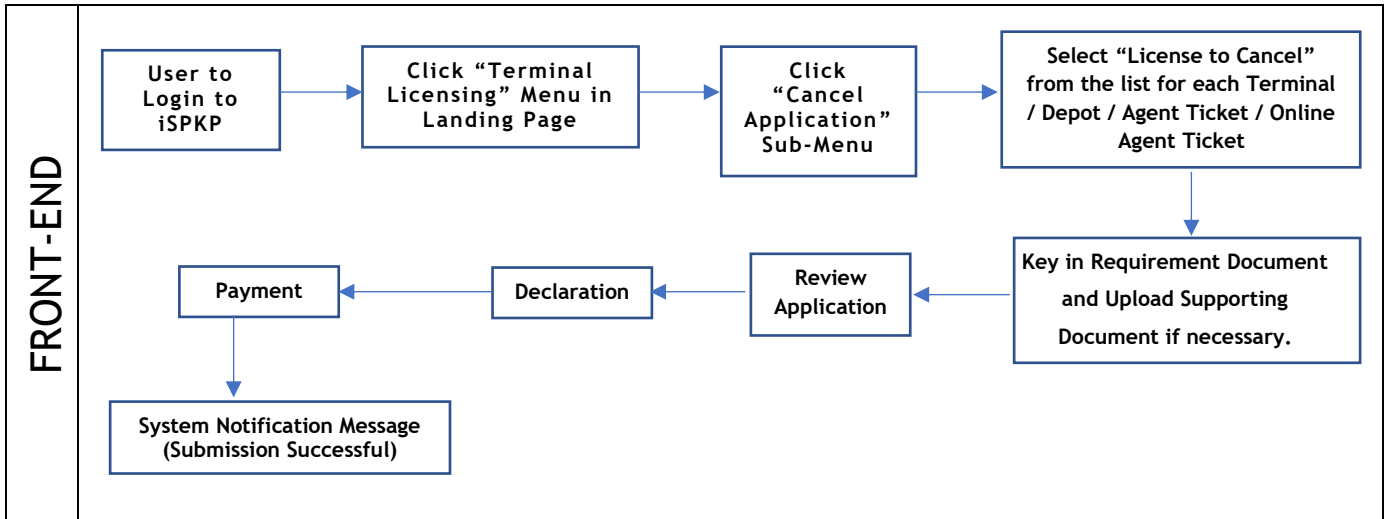 FRONT-END
User to
Login to
iSPKP
Click “Terminal
Licensing” Menu in
Landing Page
Click
“Cancel
Application”
Sub-Menu
Select “License to Cancel”
from the list for each Terminal
/ Depot / Agent Ticket / Online
Agent Ticket
Key in Requirement Document
and Upload Supporting
Document if necessary.
Review
Application
Declaration
Payment
System Notification Message
(Submission Successful)